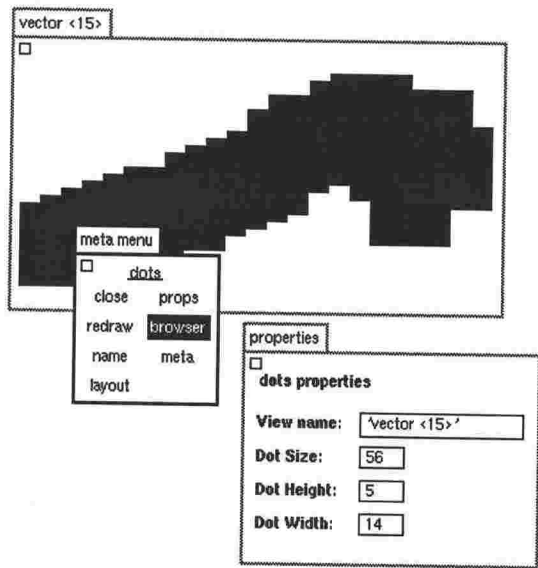 vector <15>
meta menu
dots
close props
redraw browser
name meta
layout
properties
dots properties
View name: 'vector <15>'
Dot Size: 56
Dot Height: 5
Dot Width: 14